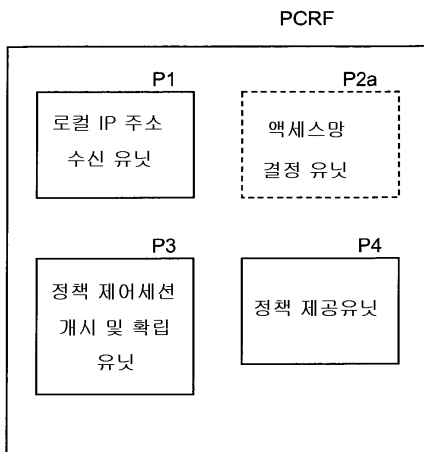 PCRF
P1
로컬 IP 주소
수신 유닛
P2a
액세스망
결정 유닛
P3
정책 제어세션
개시 및 확립
유닛
P4
정책 제공유닛